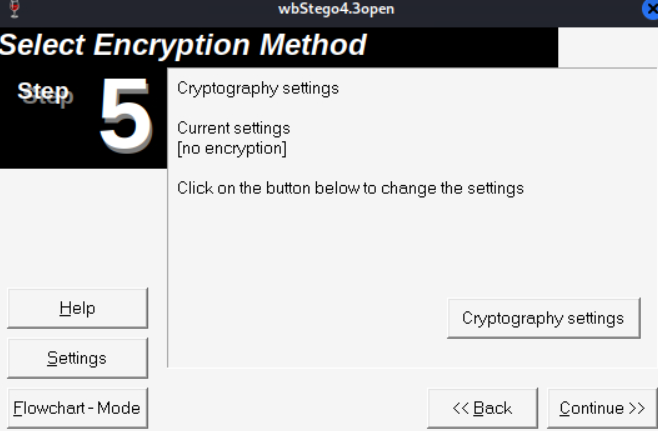 wbStego4.3open
Select Encryption Method
Step 5
Cryptography settings
Current settings
[no encryption]
Click on the button below to change the settings
Help
Cryptography settings
Settings
Flowchart - Mode
<< Back
Continue >>